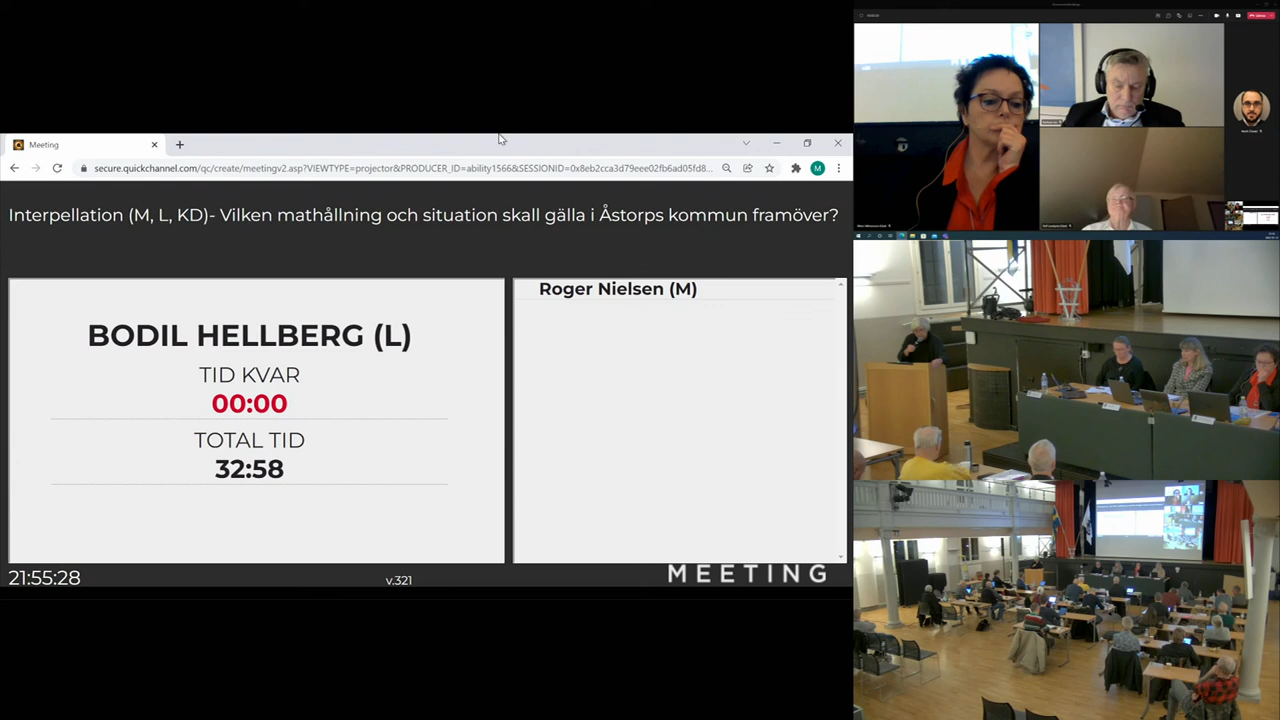 Meeting
secure.quickchannel.com/qc/create/meetingv2.asp?VIEWTYPE=projector&PRODUCER_ID=ability1566&SESSIONID=0x8eb2cca3d79eee02fb6ad05fd8...
M
Interpellation (M, L, KD)- Vilken mathållning och situation skall gälla i Åstorps kommun framöver?
BODIL HELLBERG (L)
TID KVAR
00:00
TOTAL TID
32:58
Roger Nielsen (M)
21:55:28
v.321
MEETING